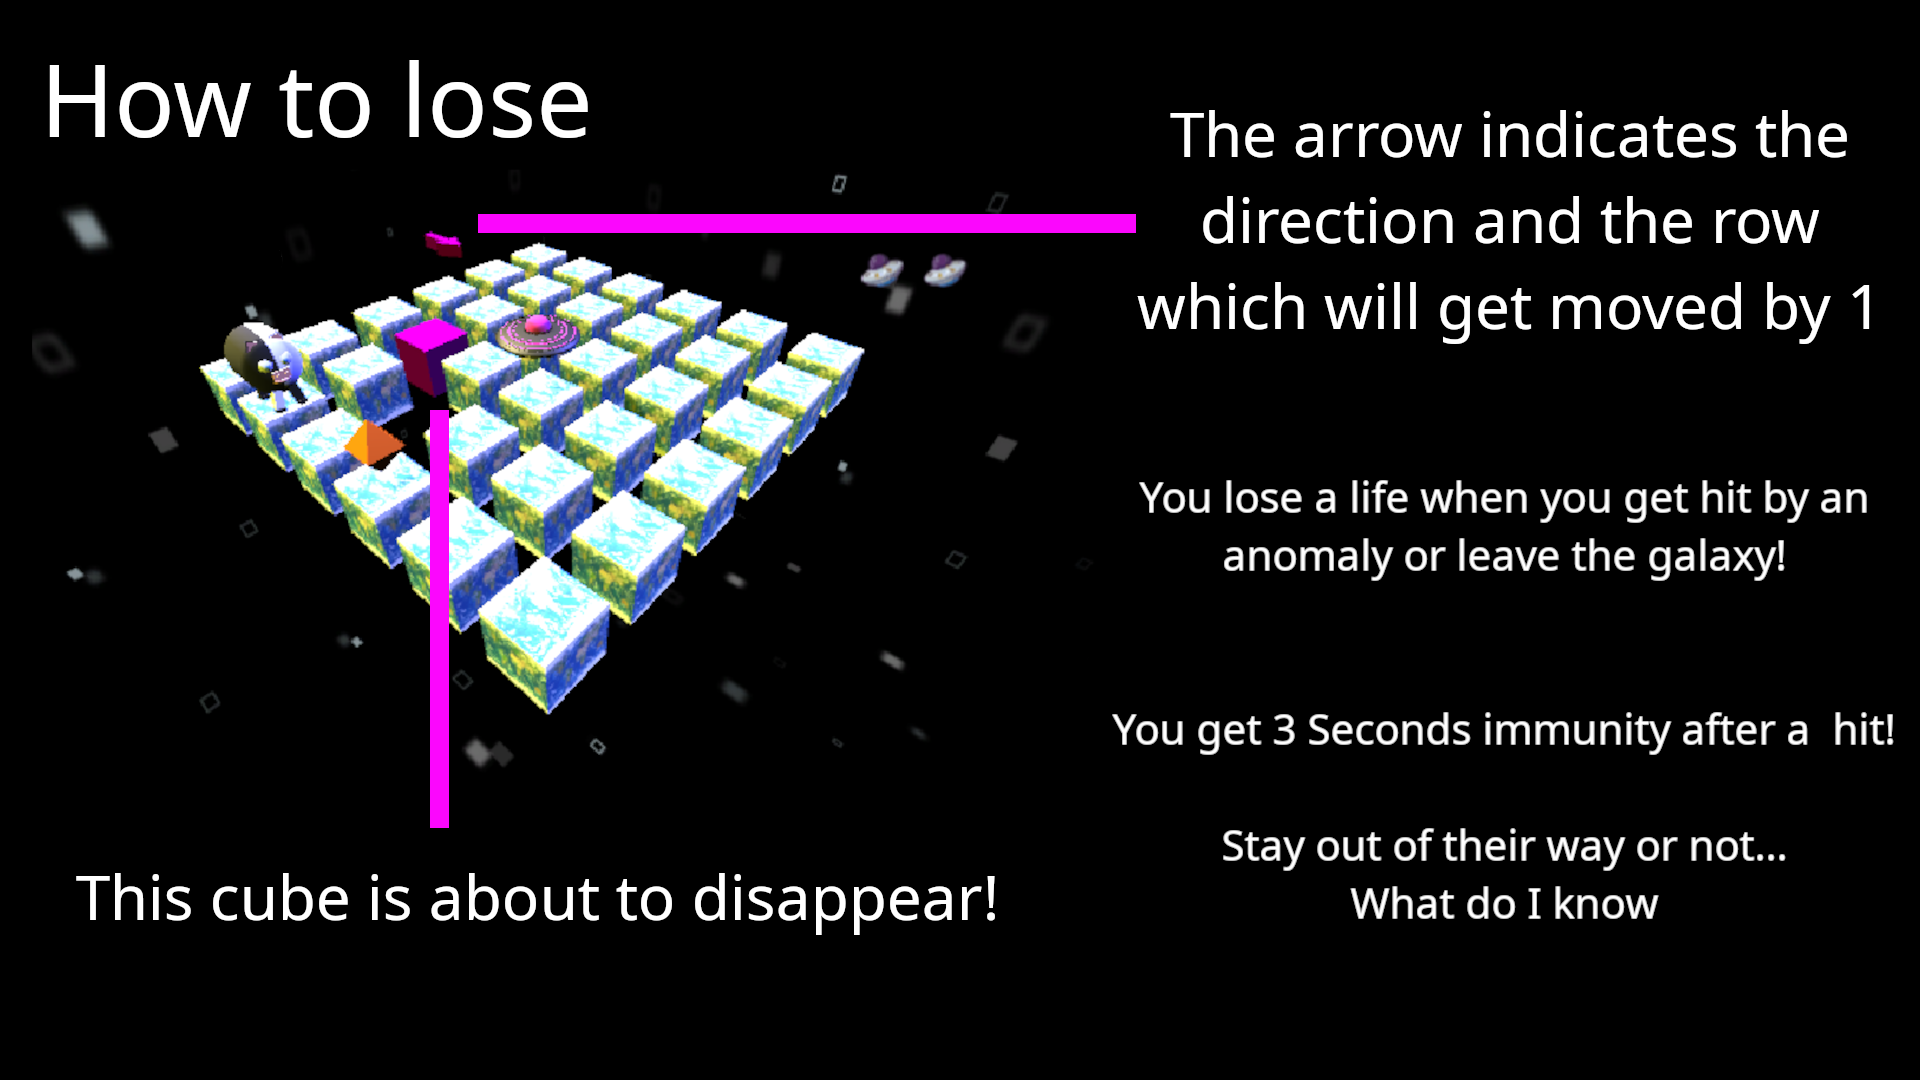 How to lose
The arrow indicates the
direction and the row
which will get moved by 1
You lose a life when you get hit by an
anomaly or leave the galaxy!
You get 3 Seconds immunity after a  hit!
Stay out of their way or not...
What do I know
This cube is about to disappear!